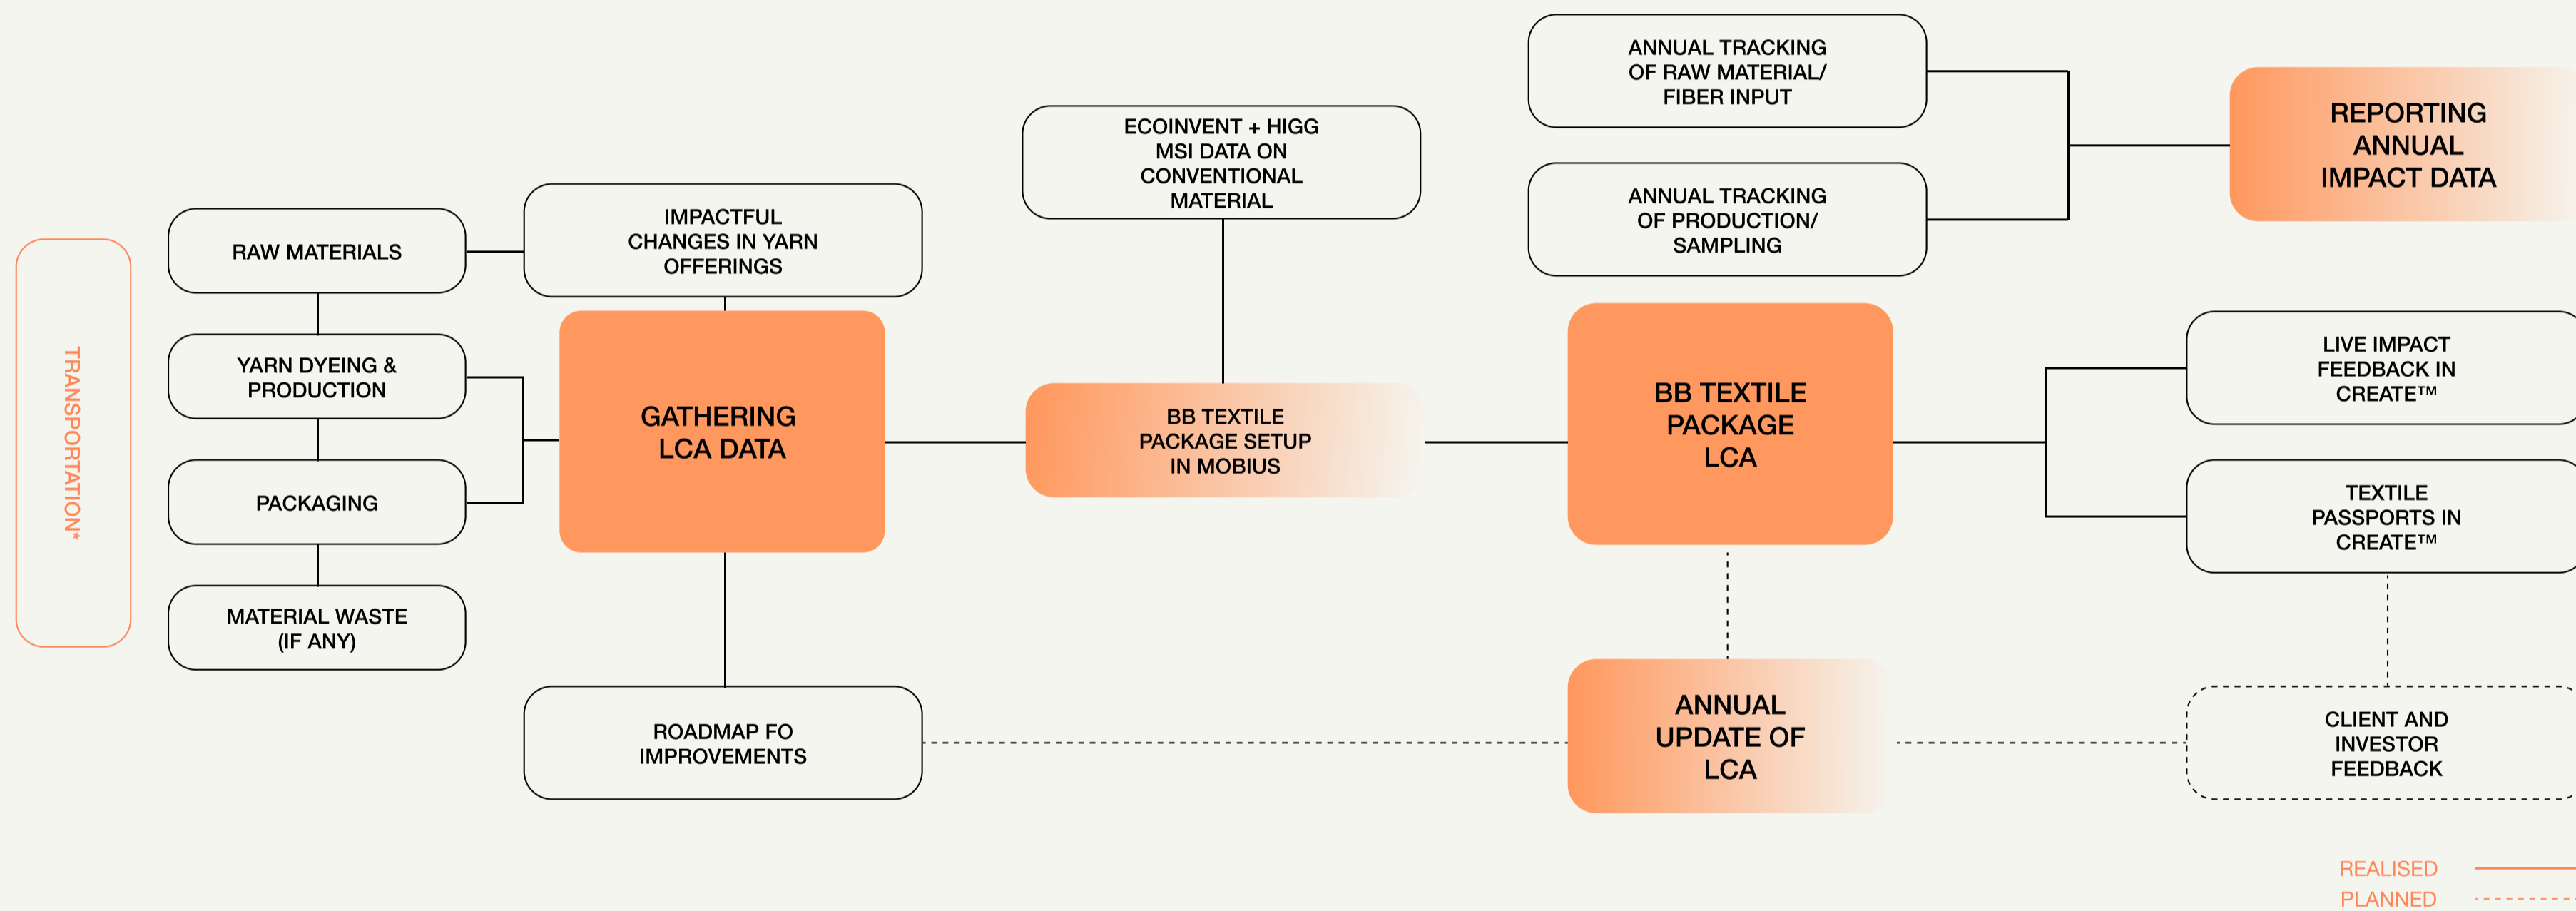 TRANSPORTATION*
RAW MATERIALS
YARN DYEING &
PRODUCTION
PACKAGING
MATERIAL WASTE
(IF ANY)
IMPACTFUL
CHANGES IN YARN
OFFERINGS
GATHERING
LCA DATA
ROADMAP FO
IMPROVEMENTS
ECOINVENT + HIGG
MSI DATA ON
CONVENTIONAL
MATERIAL
BB TEXTILE
PACKAGE SETUP
IN MOBIUS
ANNUAL TRACKING
OF RAW MATERIAL/
FIBER INPUT
ANNUAL TRACKING
OF PRODUCTION/
SAMPLING
BB TEXTILE
PACKAGE
LCA
ANNUAL
UPDATE OF
LCA
REPORTING
ANNUAL
IMPACT DATA
LIVE IMPACT
FEEDBACK IN
CREATE™
TEXTILE
PASSPORTS IN
CREATE™
CLIENT AND
INVESTOR
FEEDBACK
REALISED
PLANNED